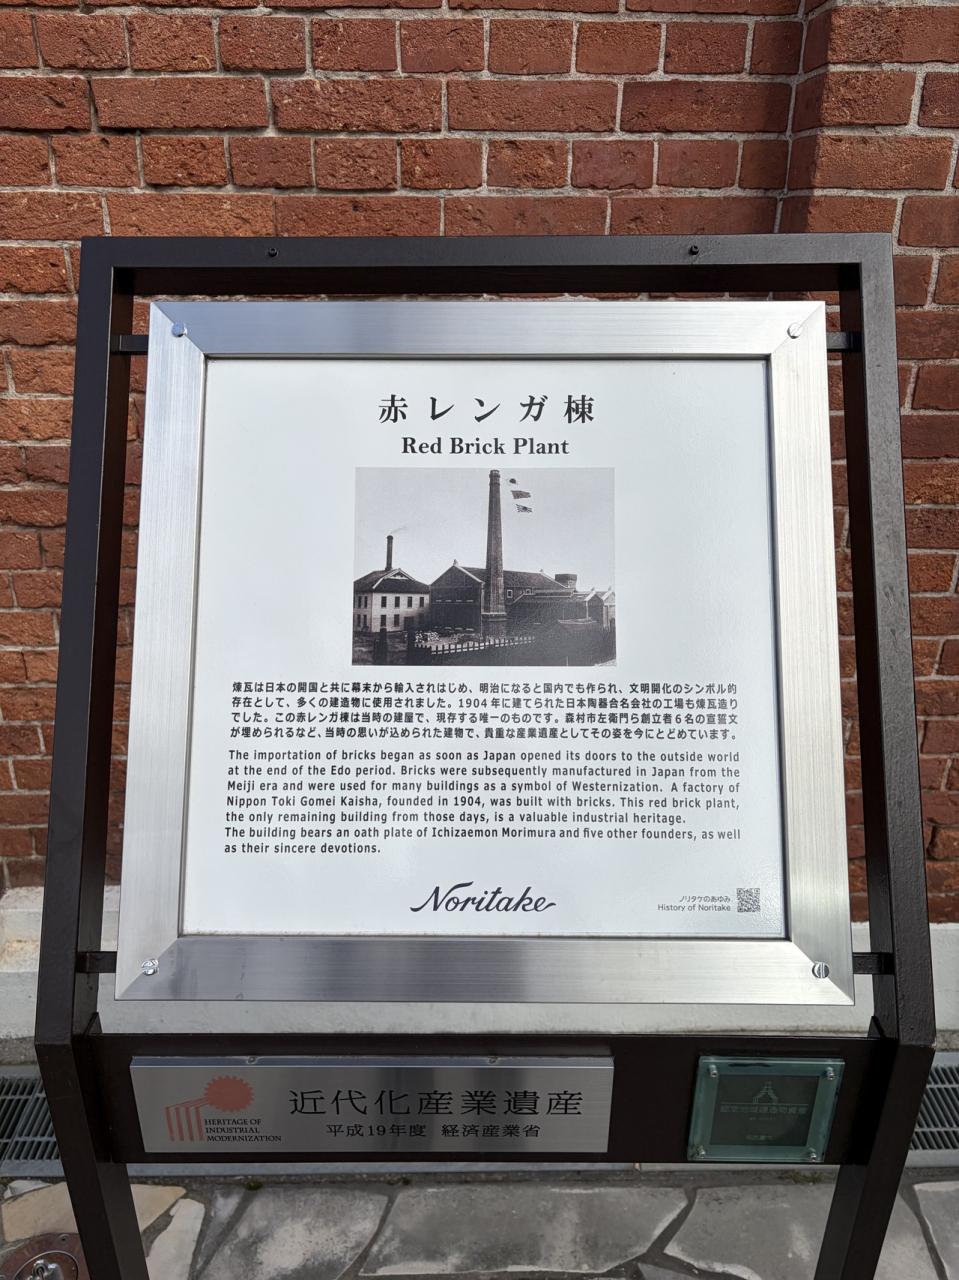 赤レンガ棟
Red Brick Plant
煉瓦は日本の開国と共に幕末から輸入されはじめ、明治になると国内でも作られ、文明開化のシンボル的
存在として、多くの建造物に使用されました。1904年に建てられた日本陶器合名会社の工場も煉瓦造り
でした。この赤レンガ棟は当時の建屋で、現存する唯一のものです。森村市左衛門ら創立者6名の宣誓文
が埋められるなど、当時の思いが込められた建物で、貴重な産業遺産としてその姿を今にとどめています。
The importation of bricks began as soon as Japan opened its doors to the outside world
at the end of the Edo period. Bricks were subsequently manufactured in Japan from the
Meiji era and were used for many buildings as a symbol of Westernization. A factory of
Nippon Toki Gomei Kaisha, founded in 1904, was built with bricks. This red brick plant,
the only remaining building from those days, is a valuable industrial heritage.
The building bears an oath plate of Ichizaemon Morimura and five other founders, as well
as their sincere devotions.
Noritake
ノリタケのあゆみ
History of Noritake
HERITAGE OF
INDUSTRIAL
MODERNIZATION
近代化産業遺産
平成19年度 経済産業省
認定地域建造物資産